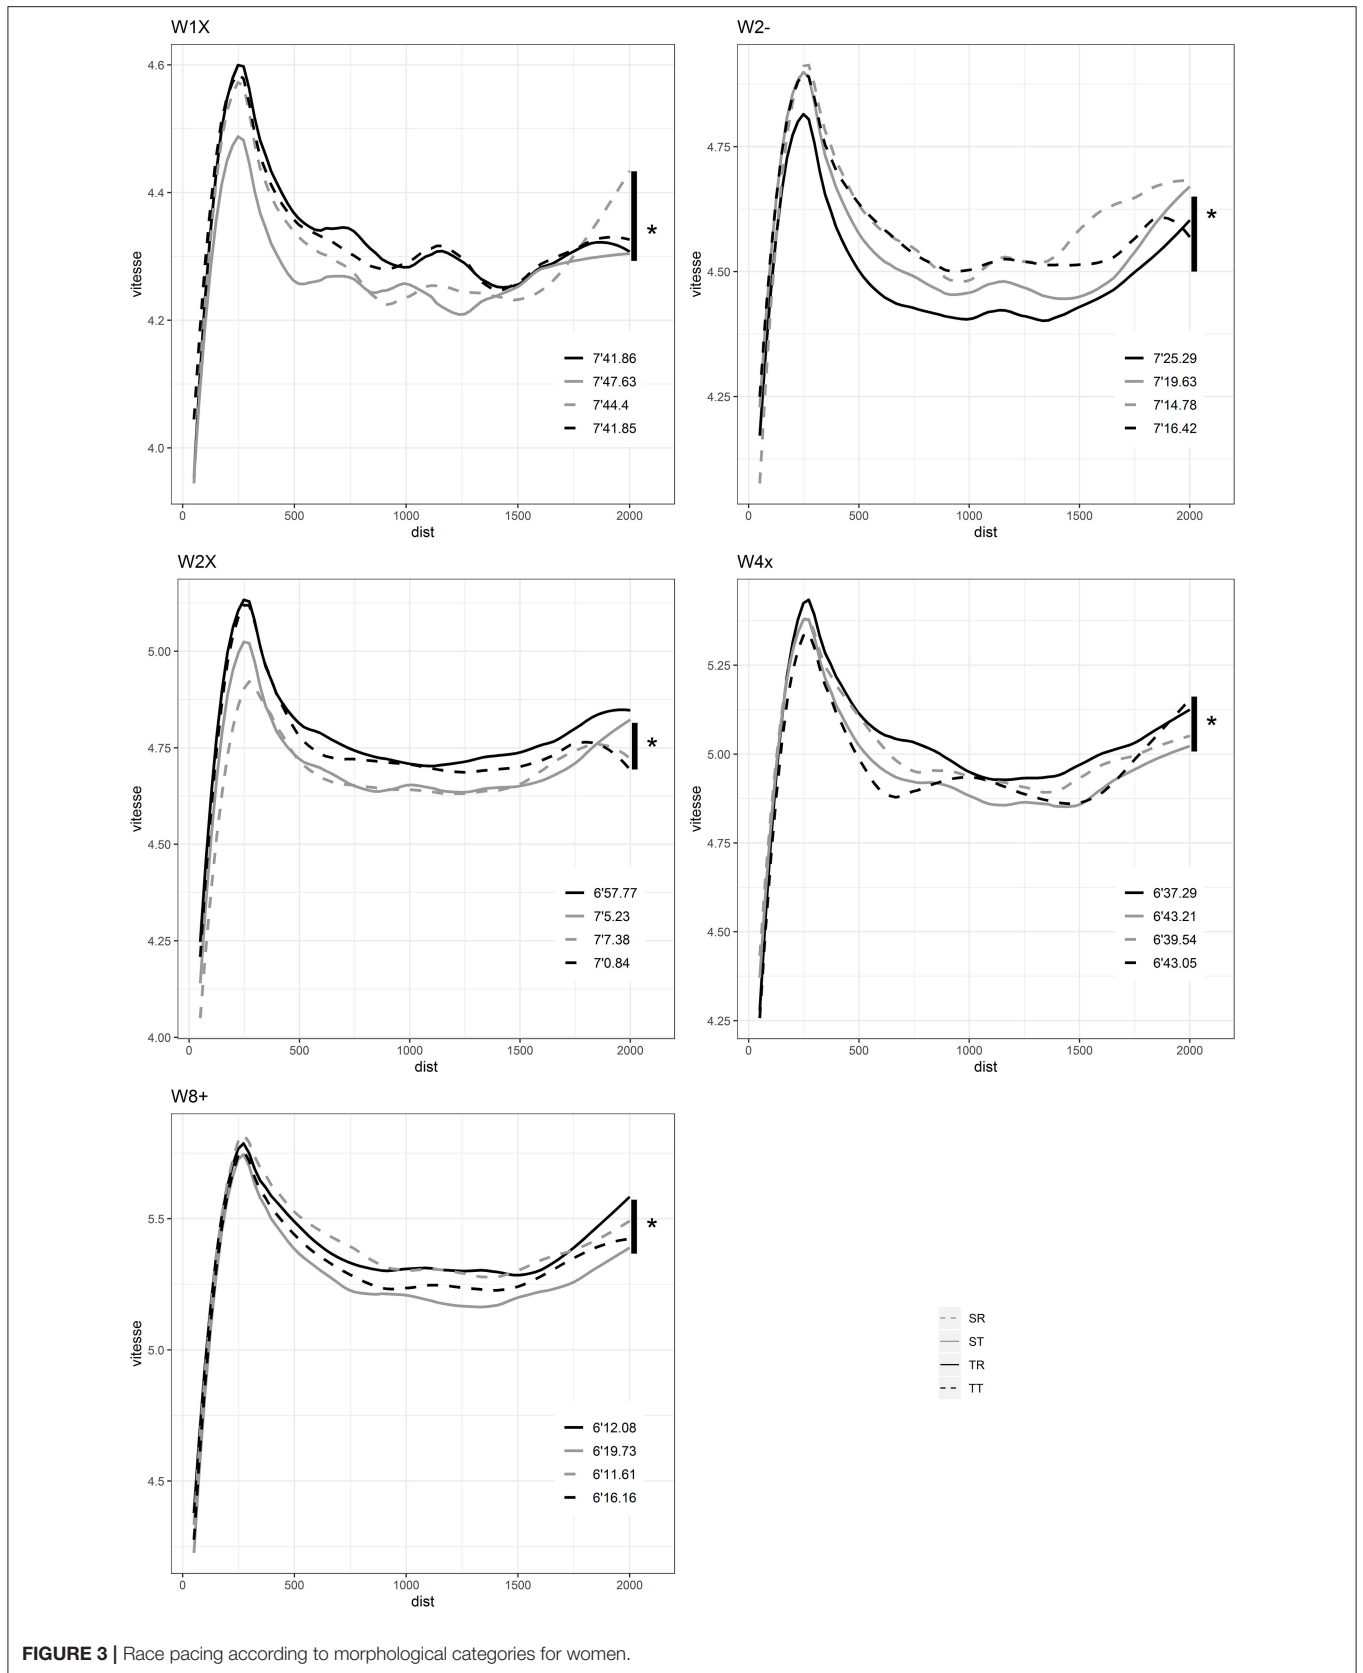 W1X
4.6
4.4
4.2
4.0
vitesse
*
7'41.86
7'47.63
7'44.4
7'41.85
0 500 1000 1500 2000
dist
W2-
4.75
4.50
4.25
vitesse
*
7'25.29
7'19.63
7'14.78
7'16.42
0 500 1000 1500 2000
dist
W2X
5.00
4.75
4.50
4.25
4.00
vitesse
*
6'57.77
7'5.23
7'7.38
7'0.84
0 500 1000 1500 2000
dist
W4x
5.25
5.00
4.75
4.50
4.25
vitesse
*
6'37.29
6'43.21
6'39.54
6'43.05
0 500 1000 1500 2000
dist
W8+
5.5
5.0
4.5
vitesse
*
6'12.08
6'19.73
6'11.61
6'16.16
0 500 1000 1500 2000
dist
SR
ST
TR
TT
FIGURE 3 | Race pacing according to morphological categories for women.